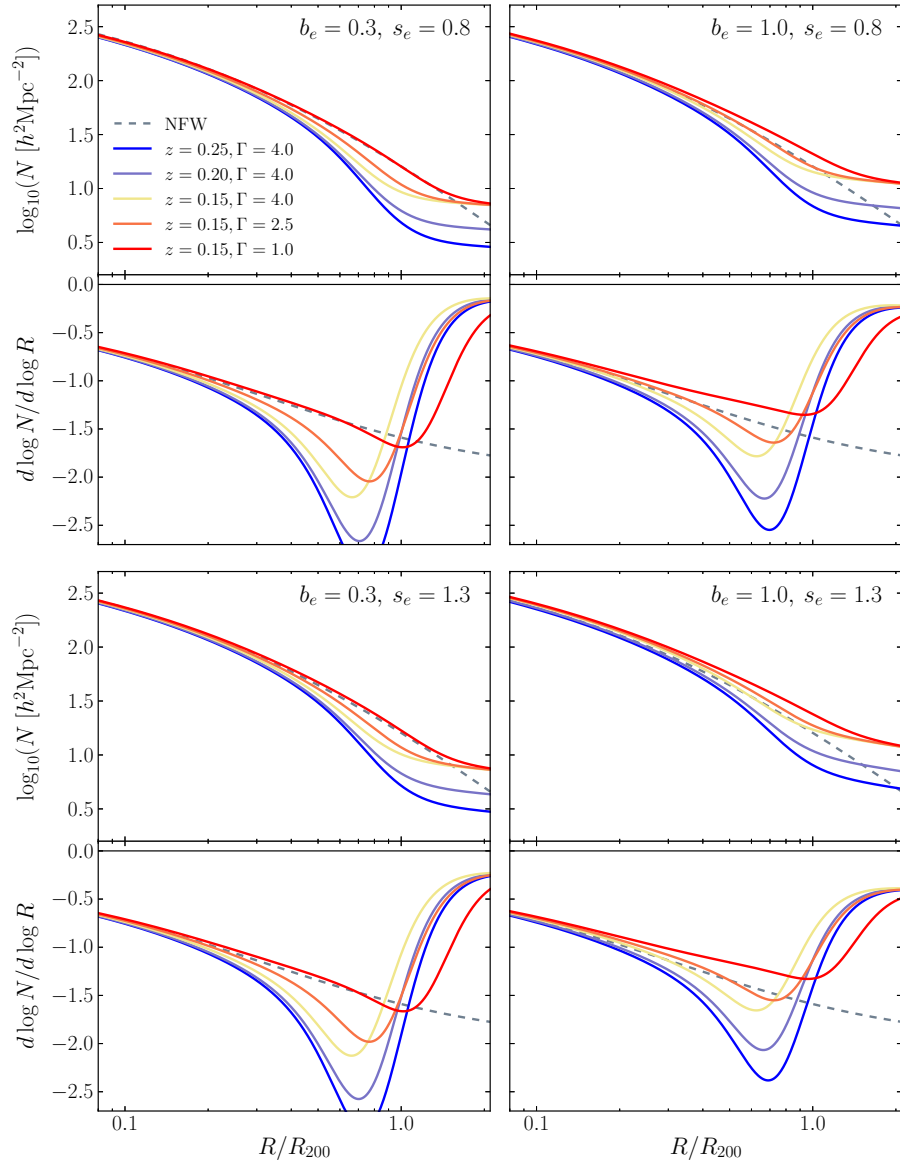 b_e = 0.3, s_e = 0.8
b_e = 1.0, s_e = 0.8
2.5
2.0
1.5
1.0
0.5
log₁₀(N [h²Mpc⁻²])
NFW
z = 0.25, Γ = 4.0
z = 0.20, Γ = 4.0
z = 0.15, Γ = 4.0
z = 0.15, Γ = 2.5
z = 0.15, Γ = 1.0
0.0
−0.5
−1.0
−1.5
−2.0
−2.5
d log N/d log R
b_e = 0.3, s_e = 1.3
b_e = 1.0, s_e = 1.3
2.5
2.0
1.5
1.0
0.5
log₁₀(N [h²Mpc⁻²])
0.0
−0.5
−1.0
−1.5
−2.0
−2.5
d log N/d log R
0.1
1.0
0.1
1.0
R/R₂₀₀
R/R₂₀₀